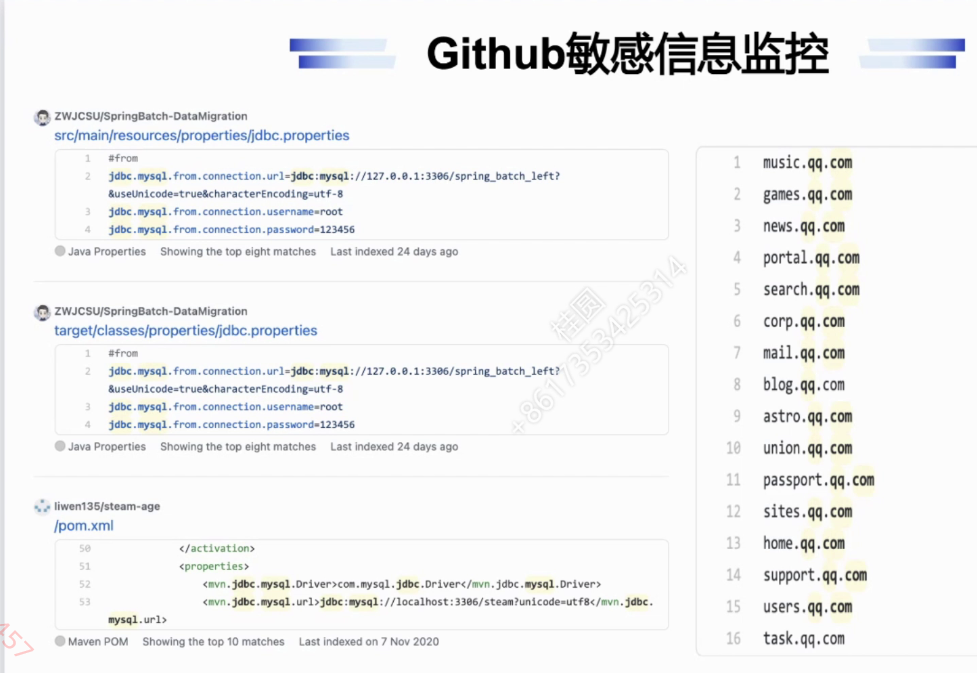 Github敏感信息监控
ZWJCSU/SpringBatch-DataMigration
src/main/resources/properties/jdbc.properties
1 #from
2 jdbc.mysql.from.connection.url=jdbc:mysql://127.0.0.1:3306/spring_batch_left?
&useUnicode=true&characterEncoding=utf-8
3 jdbc.mysql.from.connection.username=root
4 jdbc.mysql.from.connection.password=123456
Java Properties Showing the top eight matches Last indexed 24 days ago
ZWJCSU/SpringBatch-DataMigration
target/classes/properties/jdbc.properties
1 #from
2 jdbc.mysql.from.connection.url=jdbc:mysql://127.0.0.1:3306/spring_batch_left?
&useUnicode=true&characterEncoding=utf-8
3 jdbc.mysql.from.connection.username=root
4 jdbc.mysql.from.connection.password=123456
Java Properties Showing the top eight matches Last indexed 24 days ago
liwen135/steam-age
/pom.xml
50 </activation>
51 <properties>
52 <mvn.jdbc.mysql.Driver>com.mysql.jdbc.Driver</mvn.jdbc.mysql.Driver>
53 <mvn.jdbc.mysql.url>jdbc:mysql://localhost:3306/steam?unicode=utf8</mvn.jdbc.
mysql.url>
Maven POM Showing the top 10 matches Last indexed on 7 Nov 2020
1 music.qq.com
2 games.qq.com
3 news.qq.com
4 portal.qq.com
5 search.qq.com
6 corp.qq.com
7 mail.qq.com
8 blog.qq.com
9 astro.qq.com
10 union.qq.com
11 passport.qq.com
12 sites.qq.com
13 home.qq.com
14 support.qq.com
15 users.qq.com
16 task.qq.com
桂圆
+8617353425314
457